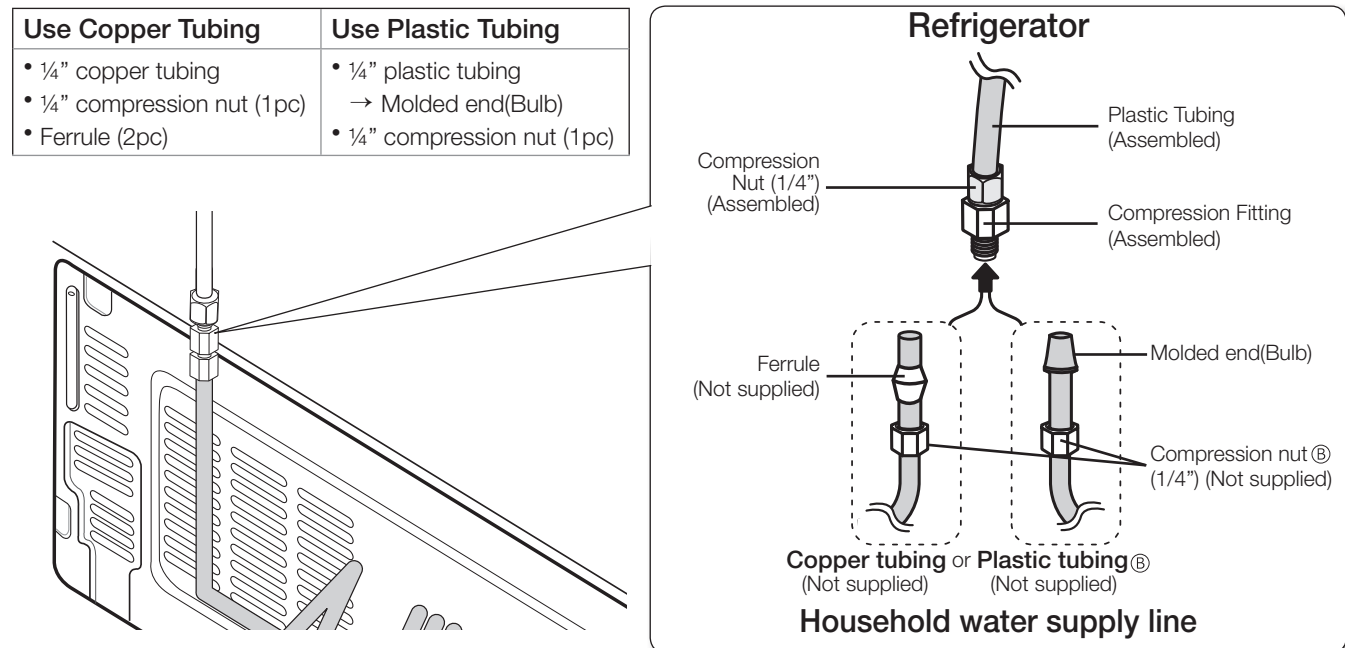 Use Copper Tubing
• ¼” copper tubing
• ¼” compression nut (1pc)
• Ferrule (2pc)
Use Plastic Tubing
• ¼” plastic tubing
→ Molded end(Bulb)
• ¼” compression nut (1pc)
Refrigerator
Plastic Tubing
(Assembled)
Compression
Nut (1/4”)
(Assembled)
Compression Fitting
(Assembled)
Ferrule
(Not supplied)
Molded end(Bulb)
Compression nut Ⓑ
(1/4”) (Not supplied)
Copper tubing or Plastic tubing Ⓑ
(Not supplied) (Not supplied)
Household water supply line